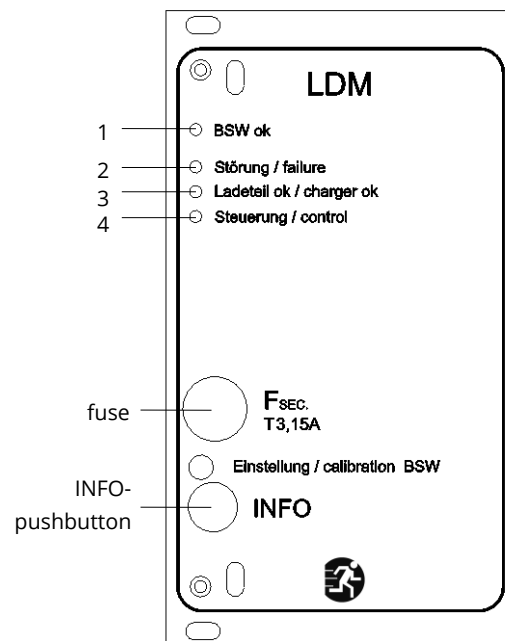 LDM
1
BSW ok
2
Störung / failure
3
Ladeteil ok / charger ok
4
Steuerung / control
fuse
FSEC.
T3,15A
Einstellung / calibration BSW
INFO-
pushbutton
INFO